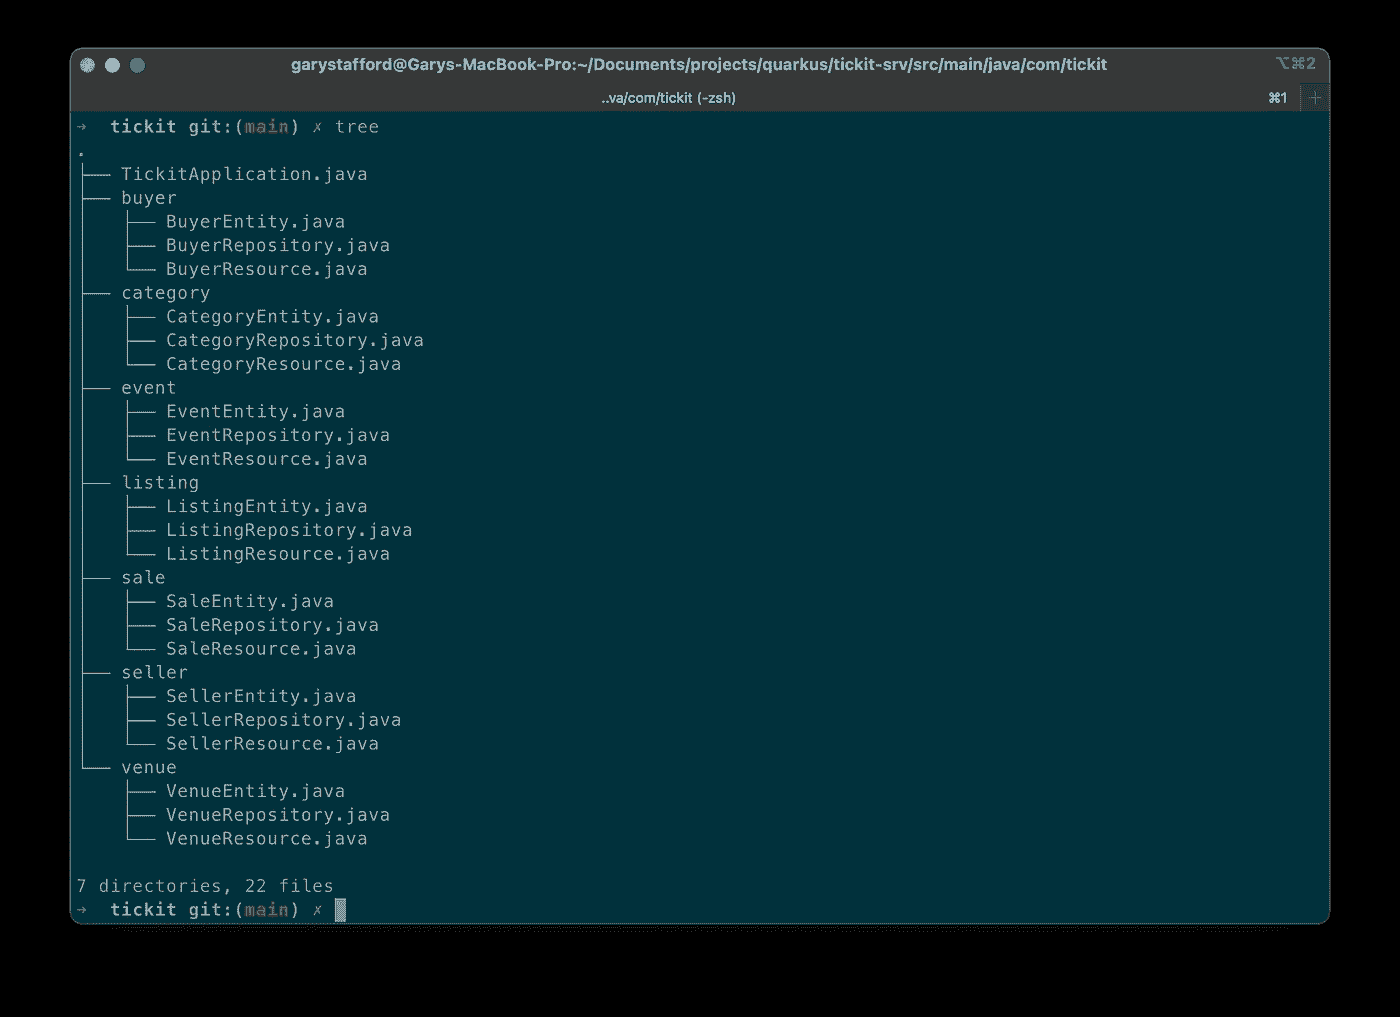 garystafford@Garys-MacBook-Pro:~/Documents/projects/quarkus/tickit-srv/src/main/java/com/tickit ⌥⌘2
..va/com/tickit (-zsh) ⌘1 +
→ tickit git:(main) ✗ tree
.
├── TickitApplication.java
├── buyer
│   ├── BuyerEntity.java
│   ├── BuyerRepository.java
│   └── BuyerResource.java
├── category
│   ├── CategoryEntity.java
│   ├── CategoryRepository.java
│   └── CategoryResource.java
├── event
│   ├── EventEntity.java
│   ├── EventRepository.java
│   └── EventResource.java
├── listing
│   ├── ListingEntity.java
│   ├── ListingRepository.java
│   └── ListingResource.java
├── sale
│   ├── SaleEntity.java
│   ├── SaleRepository.java
│   └── SaleResource.java
├── seller
│   ├── SellerEntity.java
│   ├── SellerRepository.java
│   └── SellerResource.java
└── venue
    ├── VenueEntity.java
    ├── VenueRepository.java
    └── VenueResource.java
7 directories, 22 files
→ tickit git:(main) ✗